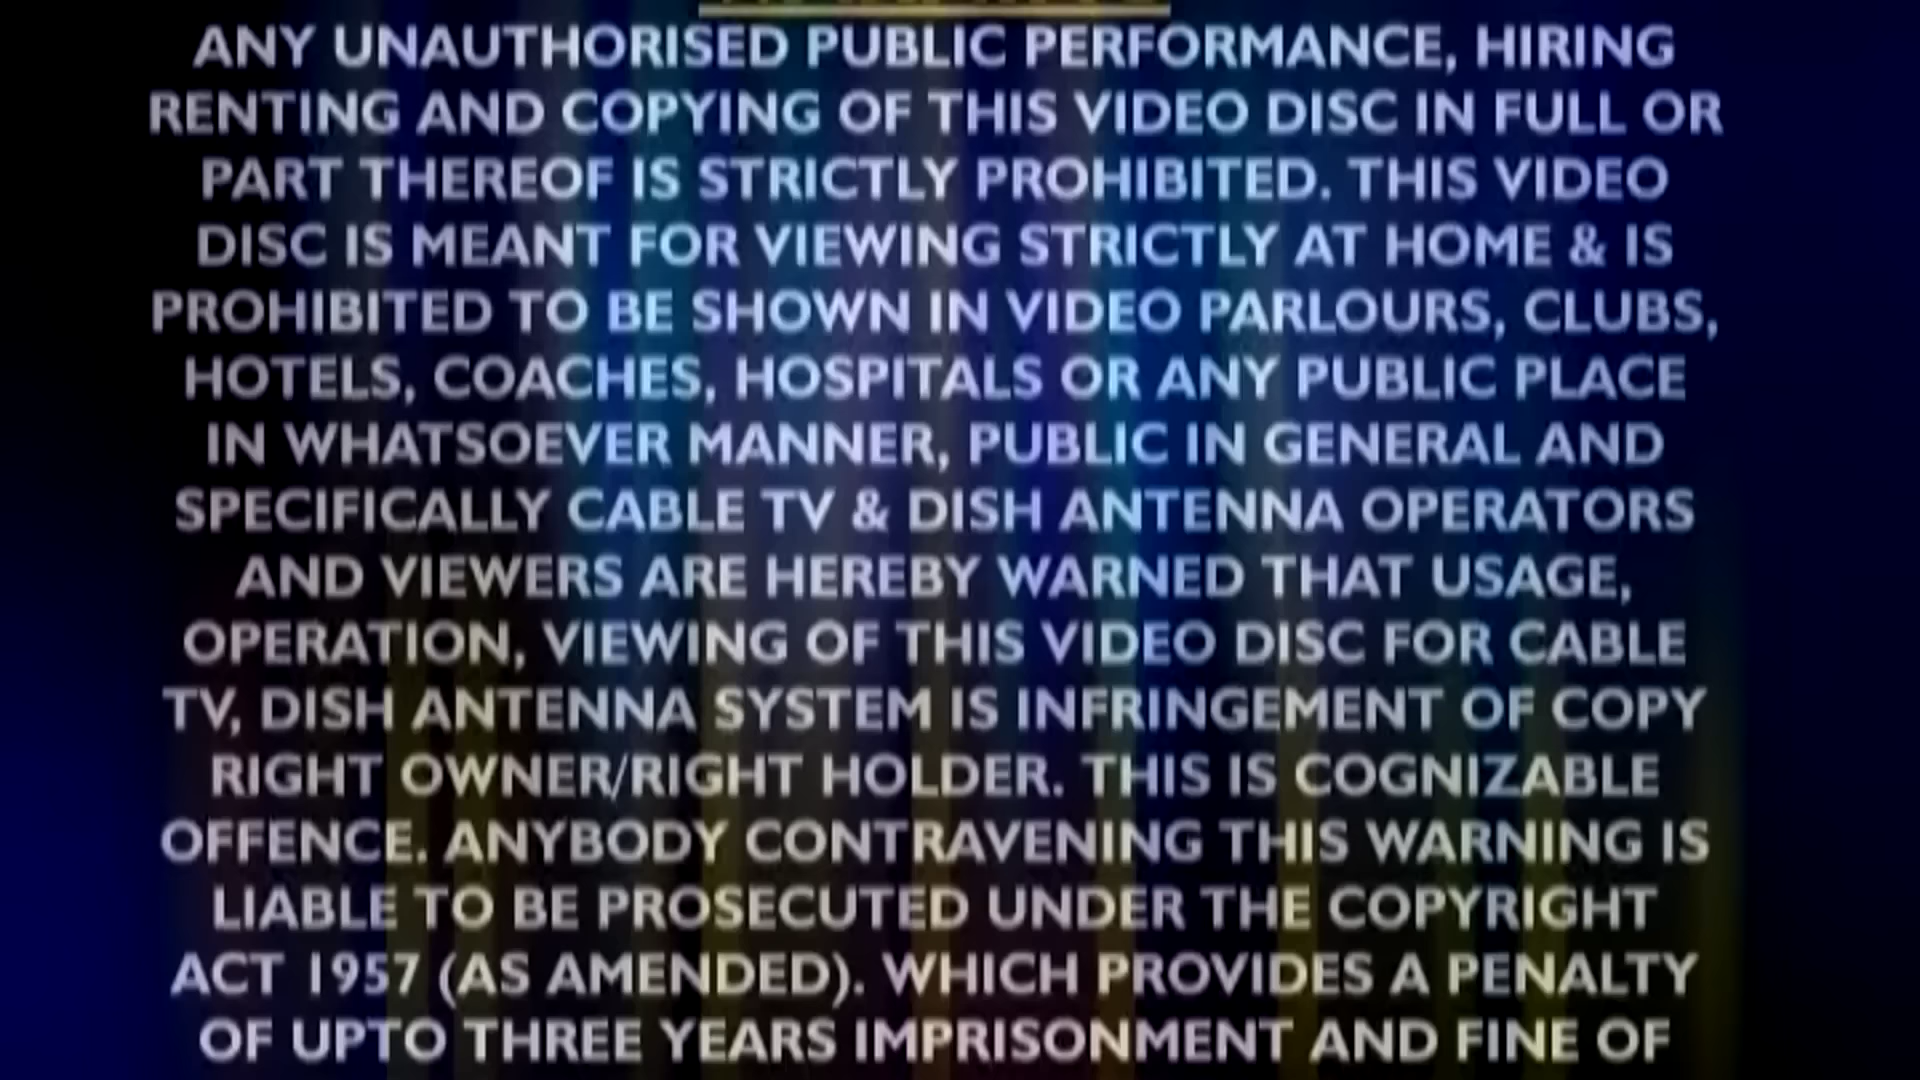 ANY UNAUTHORISED PUBLIC PERFORMANCE, HIRING
RENTING AND COPYING OF THIS VIDEO DISC IN FULL OR
PART THEREOF IS STRICTLY PROHIBITED. THIS VIDEO
DISC IS MEANT FOR VIEWING STRICTLY AT HOME & IS
PROHIBITED TO BE SHOWN IN VIDEO PARLOURS, CLUBS,
HOTELS, COACHES, HOSPITALS OR ANY PUBLIC PLACE
IN WHATSOEVER MANNER, PUBLIC IN GENERAL AND
SPECIFICALLY CABLE TV & DISH ANTENNA OPERATORS
AND VIEWERS ARE HEREBY WARNED THAT USAGE,
OPERATION, VIEWING OF THIS VIDEO DISC FOR CABLE
TV, DISH ANTENNA SYSTEM IS INFRINGEMENT OF COPY
RIGHT OWNER/RIGHT HOLDER. THIS IS COGNIZABLE
OFFENCE. ANYBODY CONTRAVENING THIS WARNING IS
LIABLE TO BE PROSECUTED UNDER THE COPYRIGHT
ACT 1957 (AS AMENDED). WHICH PROVIDES A PENALTY
OF UPTO THREE YEARS IMPRISONMENT AND FINE OF